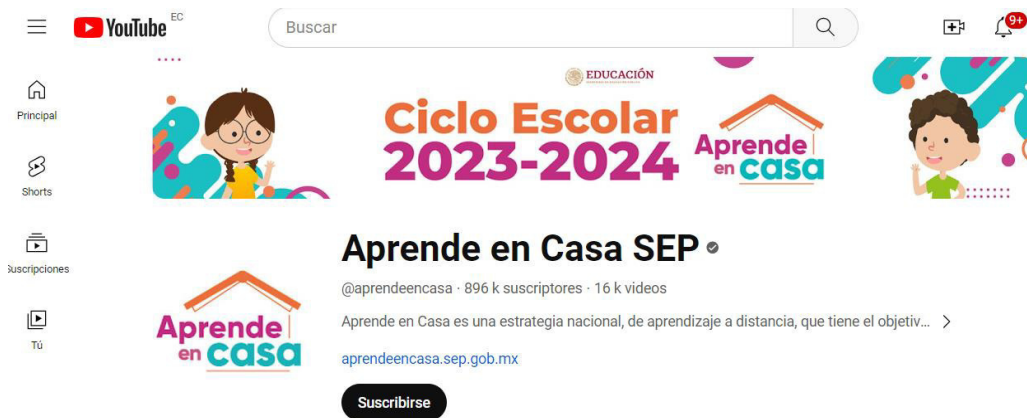 YouTube EC
Buscar
9+
Principal
Shorts
Suscripciones
Tú
EDUCACIÓN
Ciclo Escolar
2023-2024
Aprende
en casa
Aprende
en casa
Aprende en Casa SEP
@aprendeencasa · 896 k suscriptores · 16 k videos
Aprende en Casa es una estrategia nacional, de aprendizaje a distancia, que tiene el objetiv...
aprendeencasa.sep.gob.mx
Suscribirse